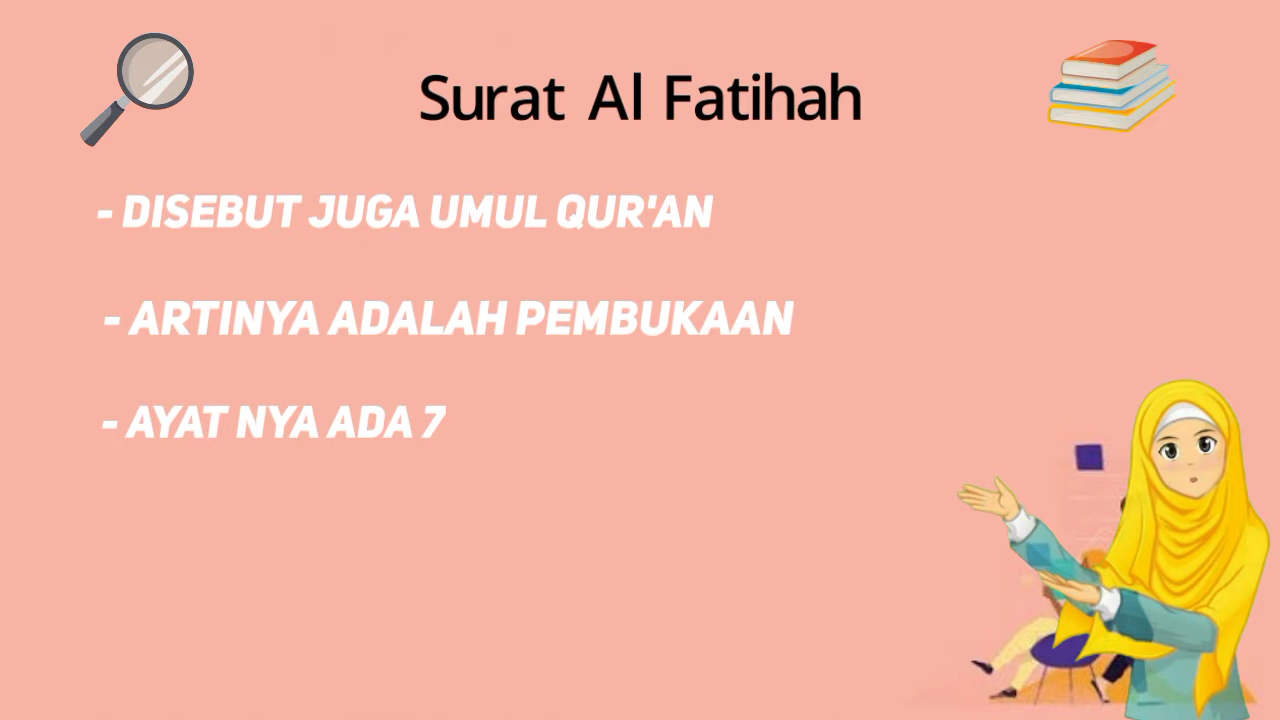 Surat Al Fatihah
- DISEBUT JUGA UMUL QUR'AN
- ARTINYA ADALAH PEMBUKAAN
- AYAT NYA ADA 7